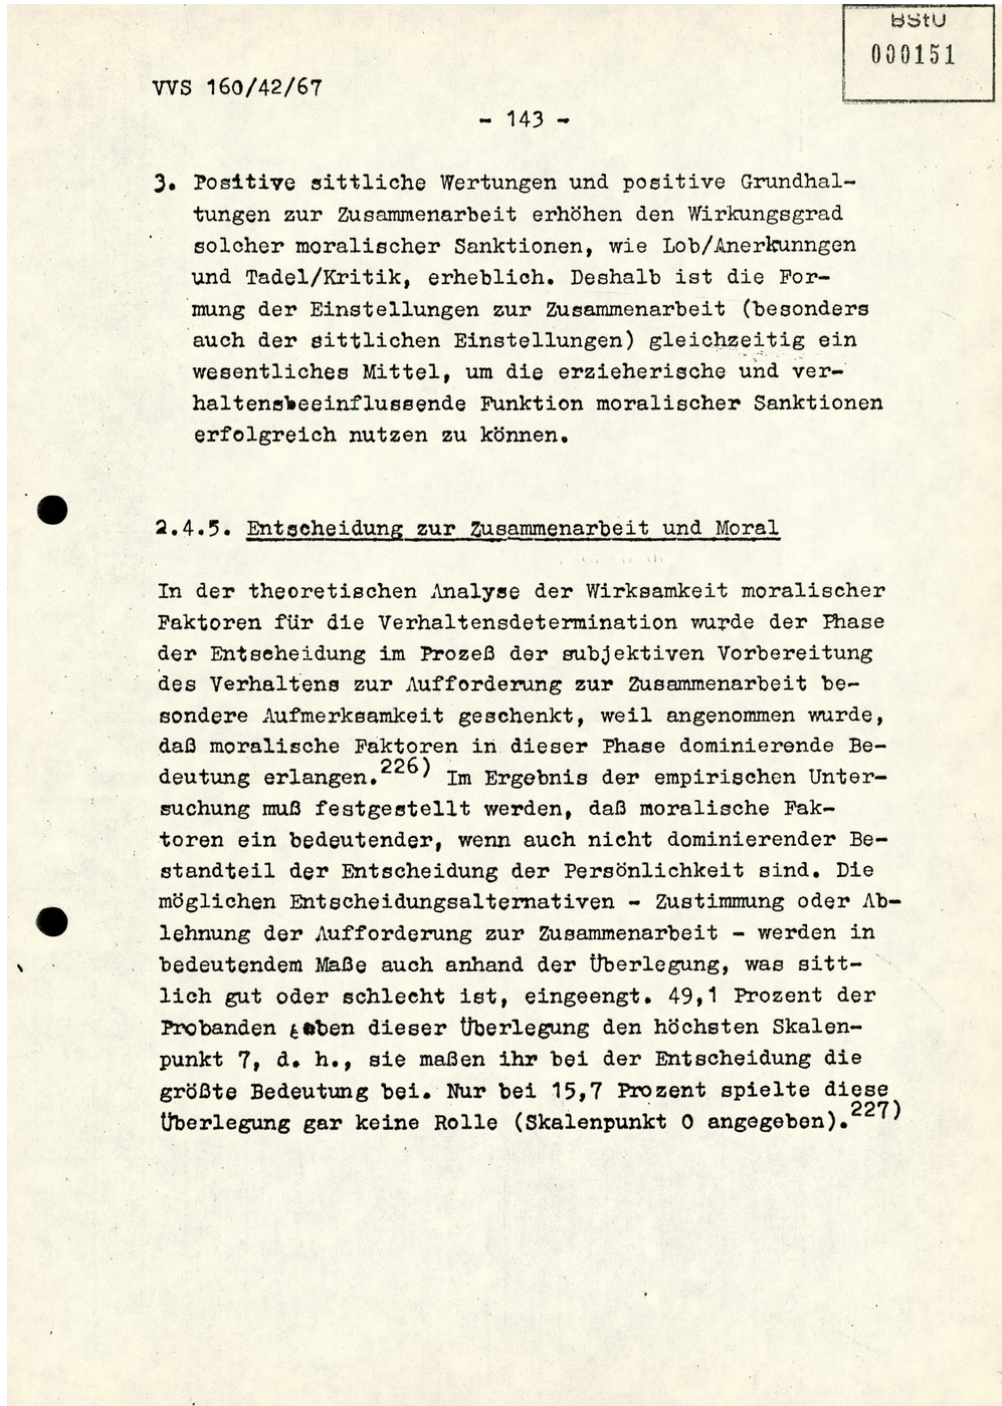 BStU
000151
VVS 160/42/67
- 143 -
3. Positive sittliche Wertungen und positive Grundhal-
tungen zur Zusammenarbeit erhöhen den Wirkungsgrad
solcher moralischer Sanktionen, wie Lob/Anerkunngen
und Tadel/Kritik, erheblich. Deshalb ist die For-
mung der Einstellungen zur Zusammenarbeit (besonders
auch der sittlichen Einstellungen) gleichzeitig ein
wesentliches Mittel, um die erzieherische und ver-
haltensbeeinflussende Funktion moralischer Sanktionen
erfolgreich nutzen zu können.
2.4.5. Entscheidung zur Zusammenarbeit und Moral
In der theoretischen Analyse der Wirksamkeit moralischer
Faktoren für die Verhaltensdetermination wurde der Phase
der Entscheidung im Prozeß der subjektiven Vorbereitung
des Verhaltens zur Aufforderung zur Zusammenarbeit be-
sondere Aufmerksamkeit geschenkt, weil angenommen wurde,
daß moralische Faktoren in dieser Phase dominierende Be-
deutung erlangen.226) Im Ergebnis der empirischen Unter-
suchung muß festgestellt werden, daß moralische Fak-
toren ein bedeutender, wenn auch nicht dominierender Be-
standteil der Entscheidung der Persönlichkeit sind. Die
möglichen Entscheidungsalternativen - Zustimmung oder Ab-
lehnung der Aufforderung zur Zusammenarbeit - werden in
bedeutendem Maße auch anhand der Überlegung, was sitt-
lich gut oder schlecht ist, eingeengt. 49,1 Prozent der
Probanden gaben dieser Überlegung den höchsten Skalen-
punkt 7, d. h., sie maßen ihr bei der Entscheidung die
größte Bedeutung bei. Nur bei 15,7 Prozent spielte diese
Überlegung gar keine Rolle (Skalenpunkt 0 angegeben).227)